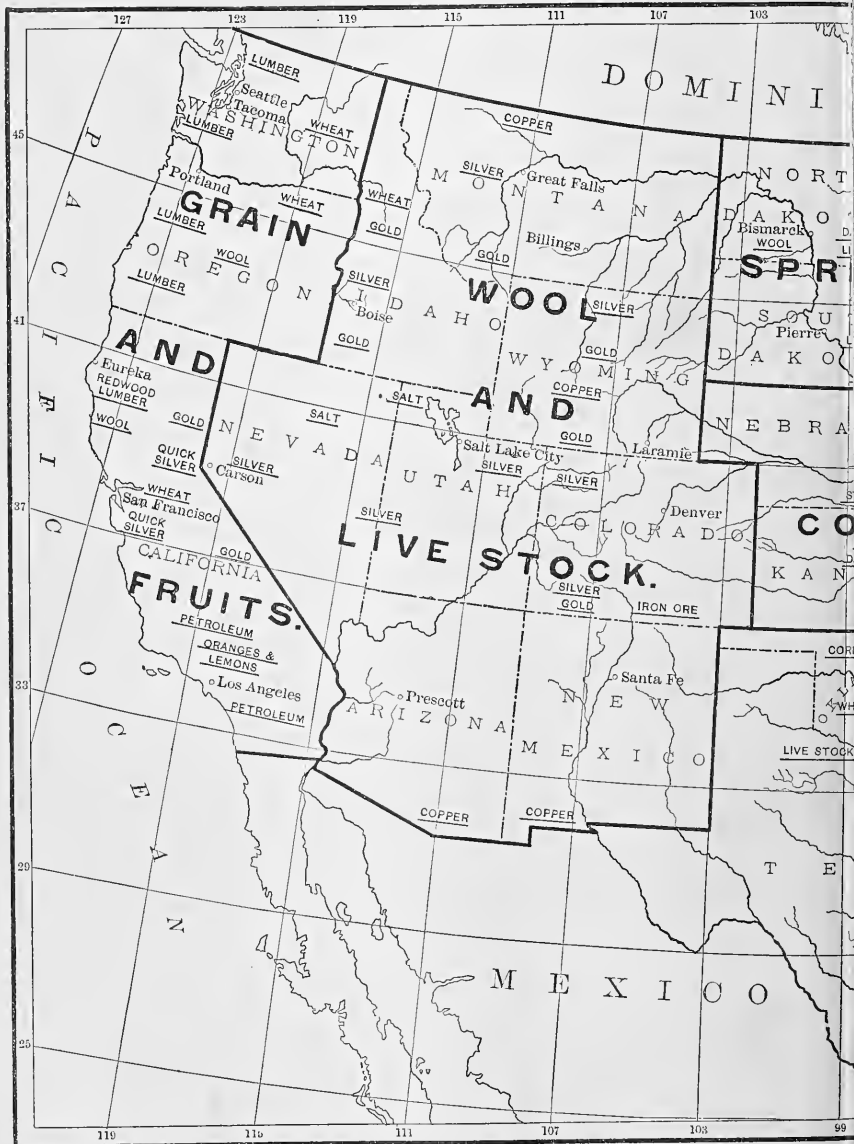 127 123 119 115 111 107 103
DOMINI
LUMBER
Seattle
Tacoma
WASHINGTON
LUMBER
WHEAT
COPPER
SILVER
Great Falls
MONTANA
NORT
DAKO
45
Portland
WHEAT
WHEAT
GOLD
GRAIN
LUMBER
WOOL
OREGON
LUMBER
Billings
GOLD
Bismarck
WOOL
SPR
SILVER
IDAHO
Boise
GOLD
WOOL
SILVER
SOU
Pierre
DAKO
WYOMING
GOLD
COPPER
41
AND
Eureka
REDWOOD
LUMBER
WOOL
GOLD
SALT
SALT
AND
GOLD
NEBRA
NEVADA
QUICK
SILVER
Carson
SILVER
Salt Lake City
SILVER
UTAH
Laramie
SILVER
37
WHEAT
San Francisco
QUICK
SILVER
SILVER
Denver
COLORADO
CO
KAN
GOLD
CALIFORNIA
LIVE STOCK.
FRUITS.
SILVER
GOLD
IRON ORE
PETROLEUM
ORANGES &
LEMONS
Los Angeles
PETROLEUM
33
Prescott
ARIZONA
Santa Fe
NEW
MEXICO
COR
WH
LIVE STOCK
COPPER
COPPER
PACIFIC
OCEAN
29
TE
MEXICO
25
119 115 111 107 103 99